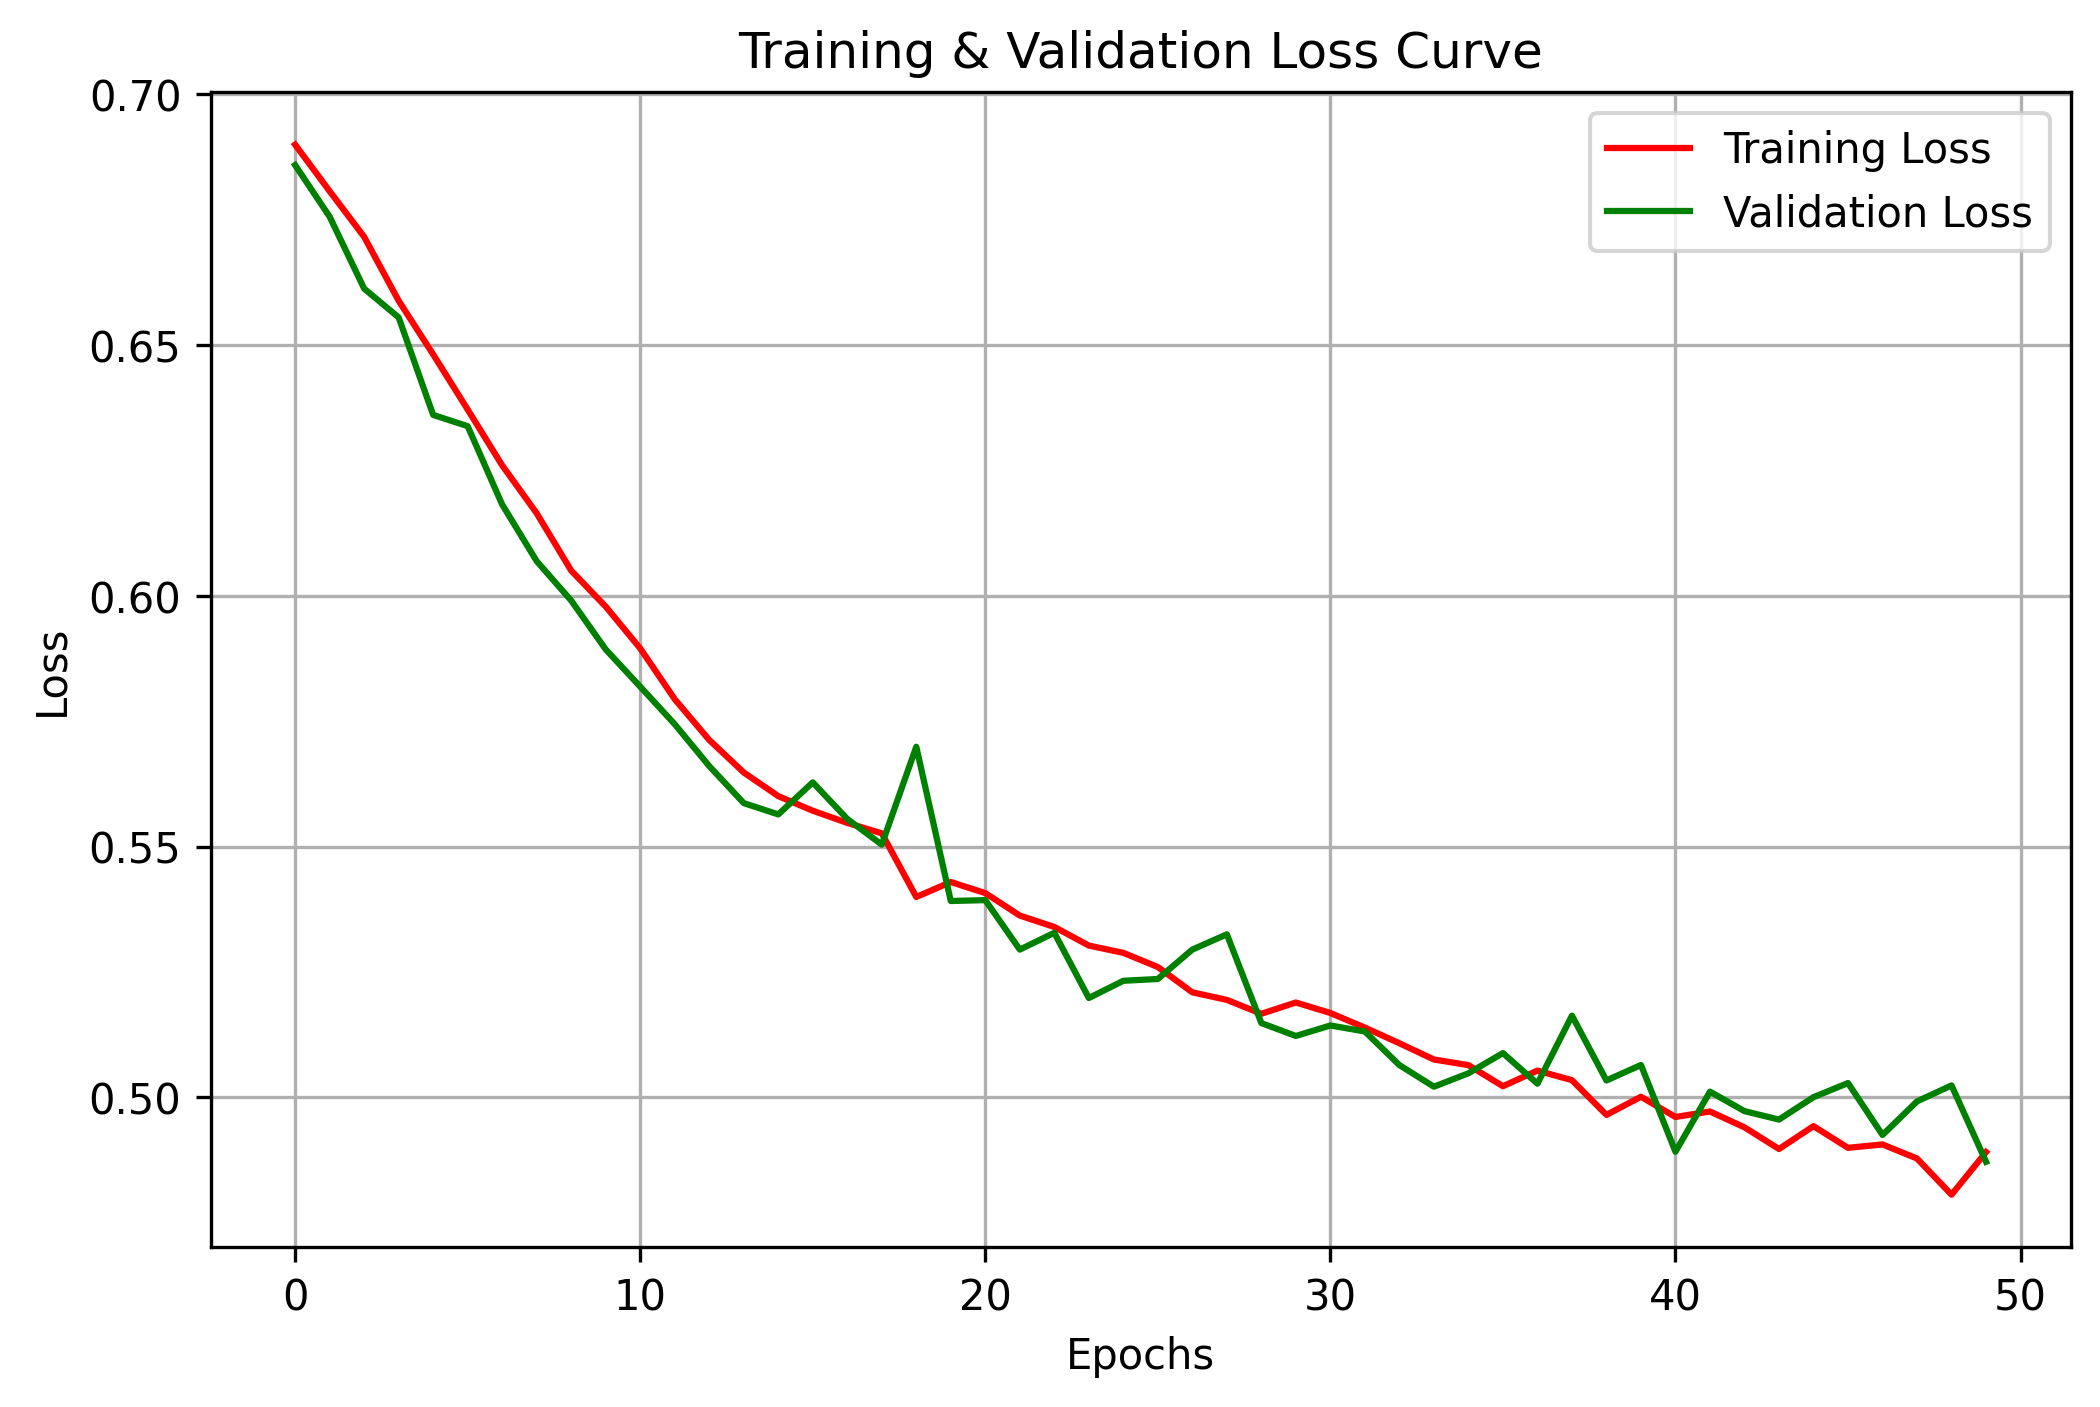 Training & Validation Loss Curve
0.70
0.65
0.60
0.55
0.50
Loss
Training Loss
Validation Loss
0 10 20 30 40 50
Epochs